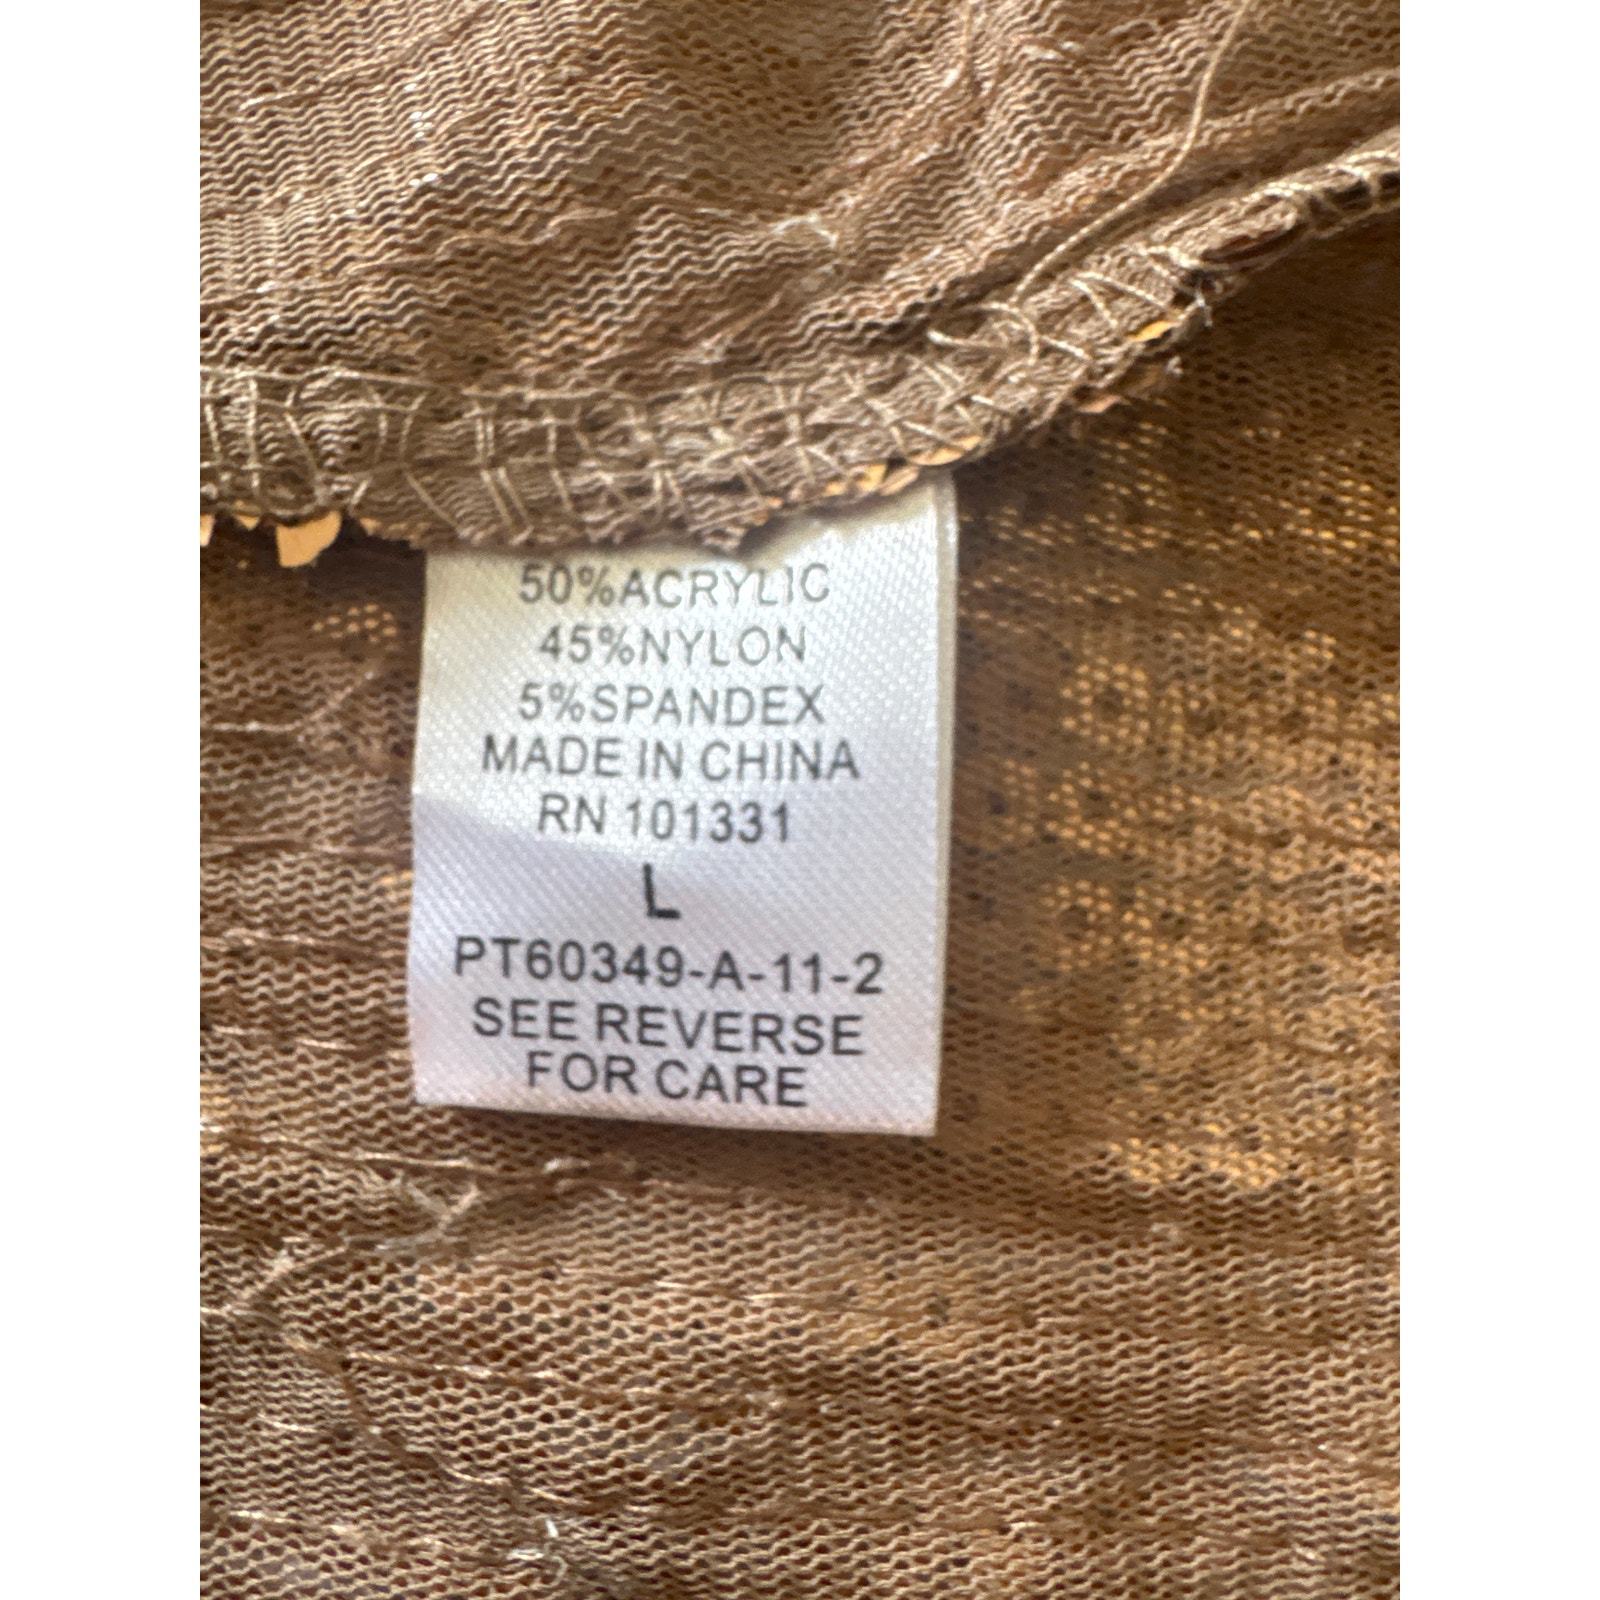 50%ACRYLIC
45%NYLON
5%SPANDEX
MADE IN CHINA
RN 101331
L
PT60349-A-11-2
SEE REVERSE
FOR CARE